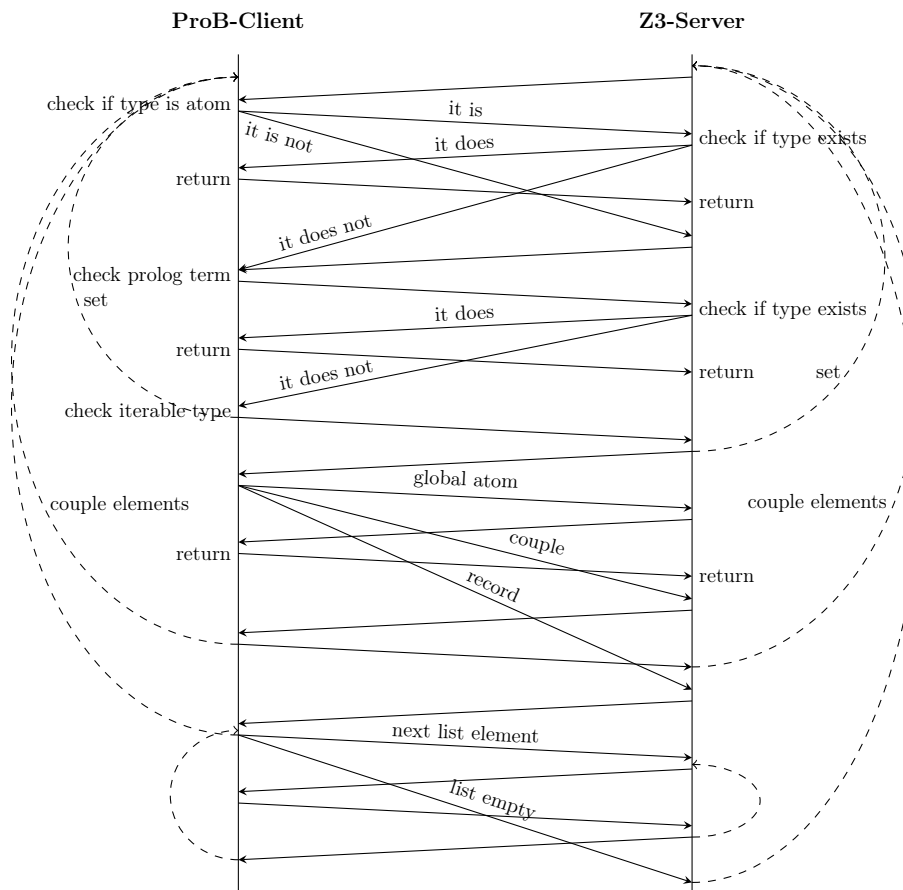 ProB-Client
Z3-Server
check if type is atom
it is
it is not
it does
check if type exists
return
return
it does not
check prolog term
set
it does
check if type exists
return
it does not
return
set
check iterable type
global atom
couple elements
couple elements
couple
return
record
return
next list element
list empty